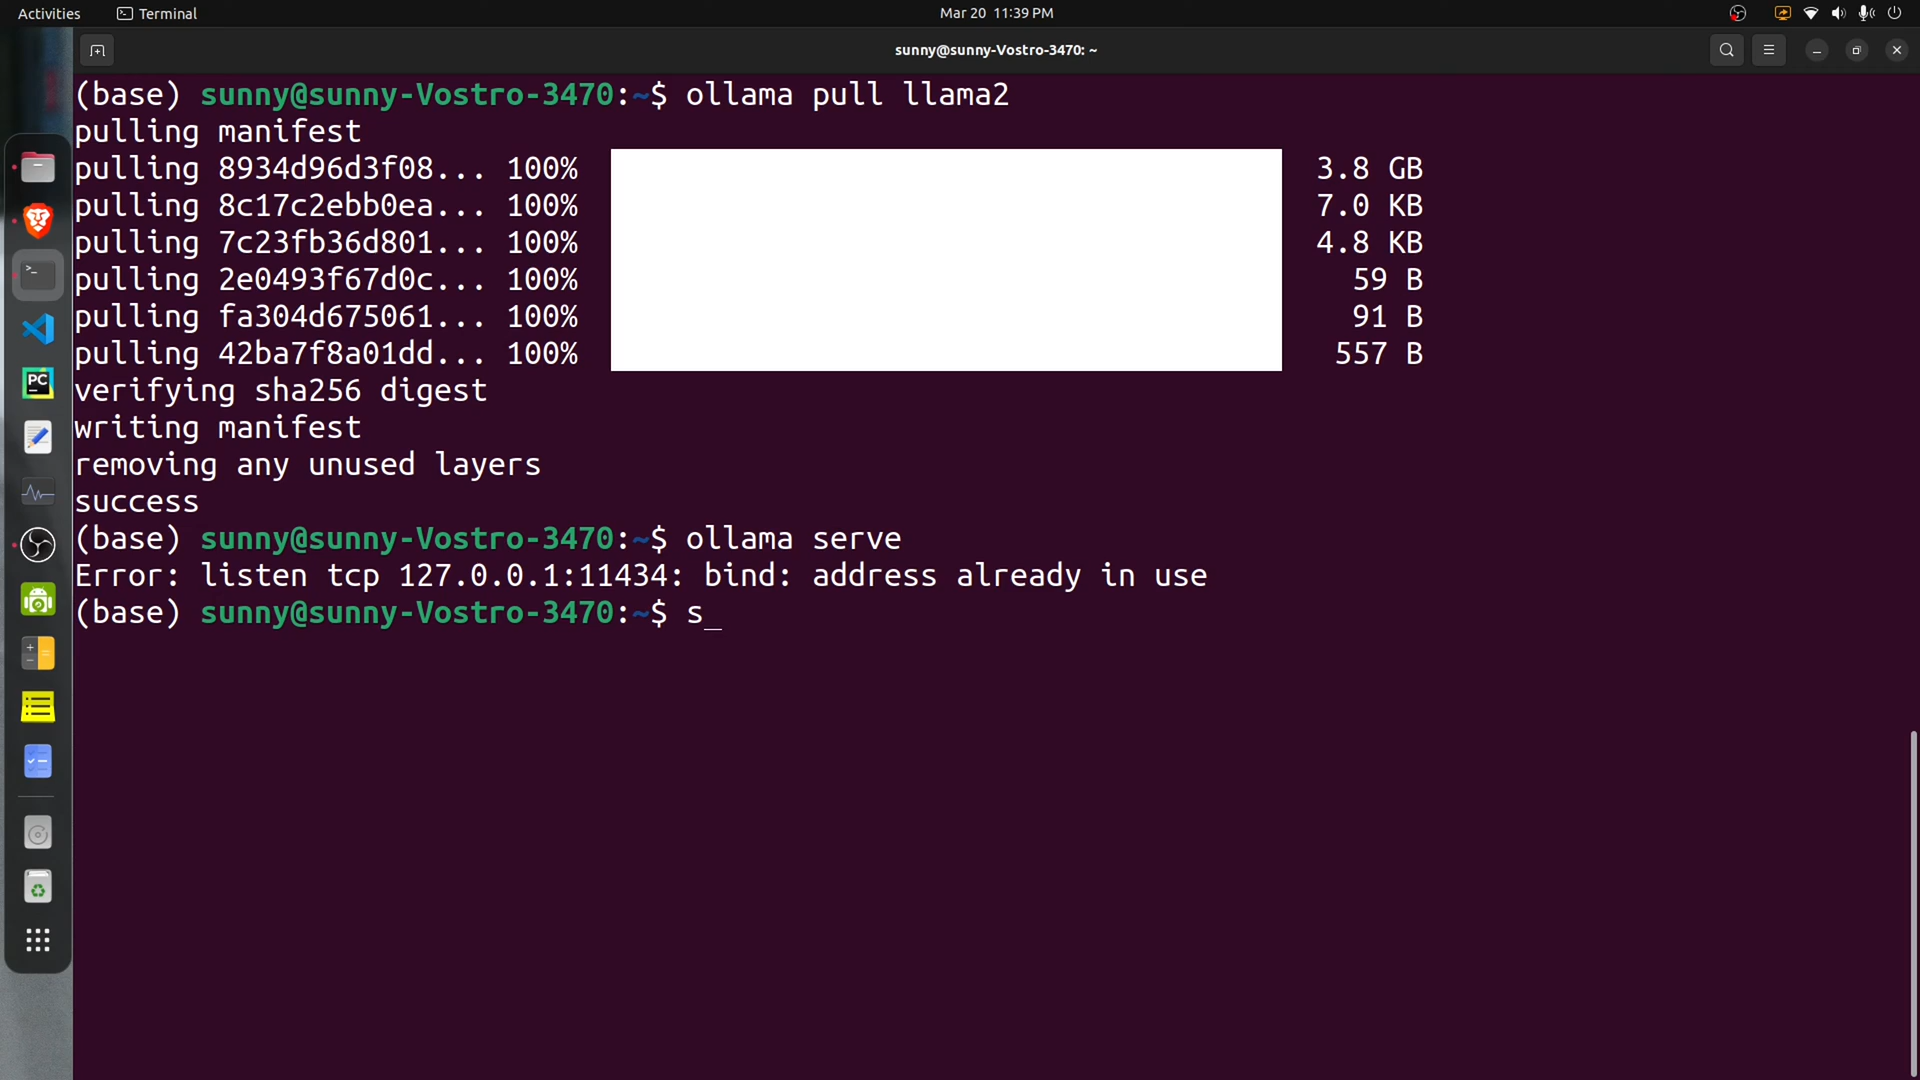 Activities Terminal Mar 20 11:39 PM
sunny@sunny-Vostro-3470: ~
(base) sunny@sunny-Vostro-3470:~$ ollama pull llama2
pulling manifest
pulling 8934d96d3f08... 100% 3.8 GB
pulling 8c17c2ebb0ea... 100% 7.0 KB
pulling 7c23fb36d801... 100% 4.8 KB
pulling 2e0493f67d0c... 100% 59 B
pulling fa304d675061... 100% 91 B
pulling 42ba7f8a01dd... 100% 557 B
verifying sha256 digest
writing manifest
removing any unused layers
success
(base) sunny@sunny-Vostro-3470:~$ ollama serve
Error: listen tcp 127.0.0.1:11434: bind: address already in use
(base) sunny@sunny-Vostro-3470:~$ s_
PC